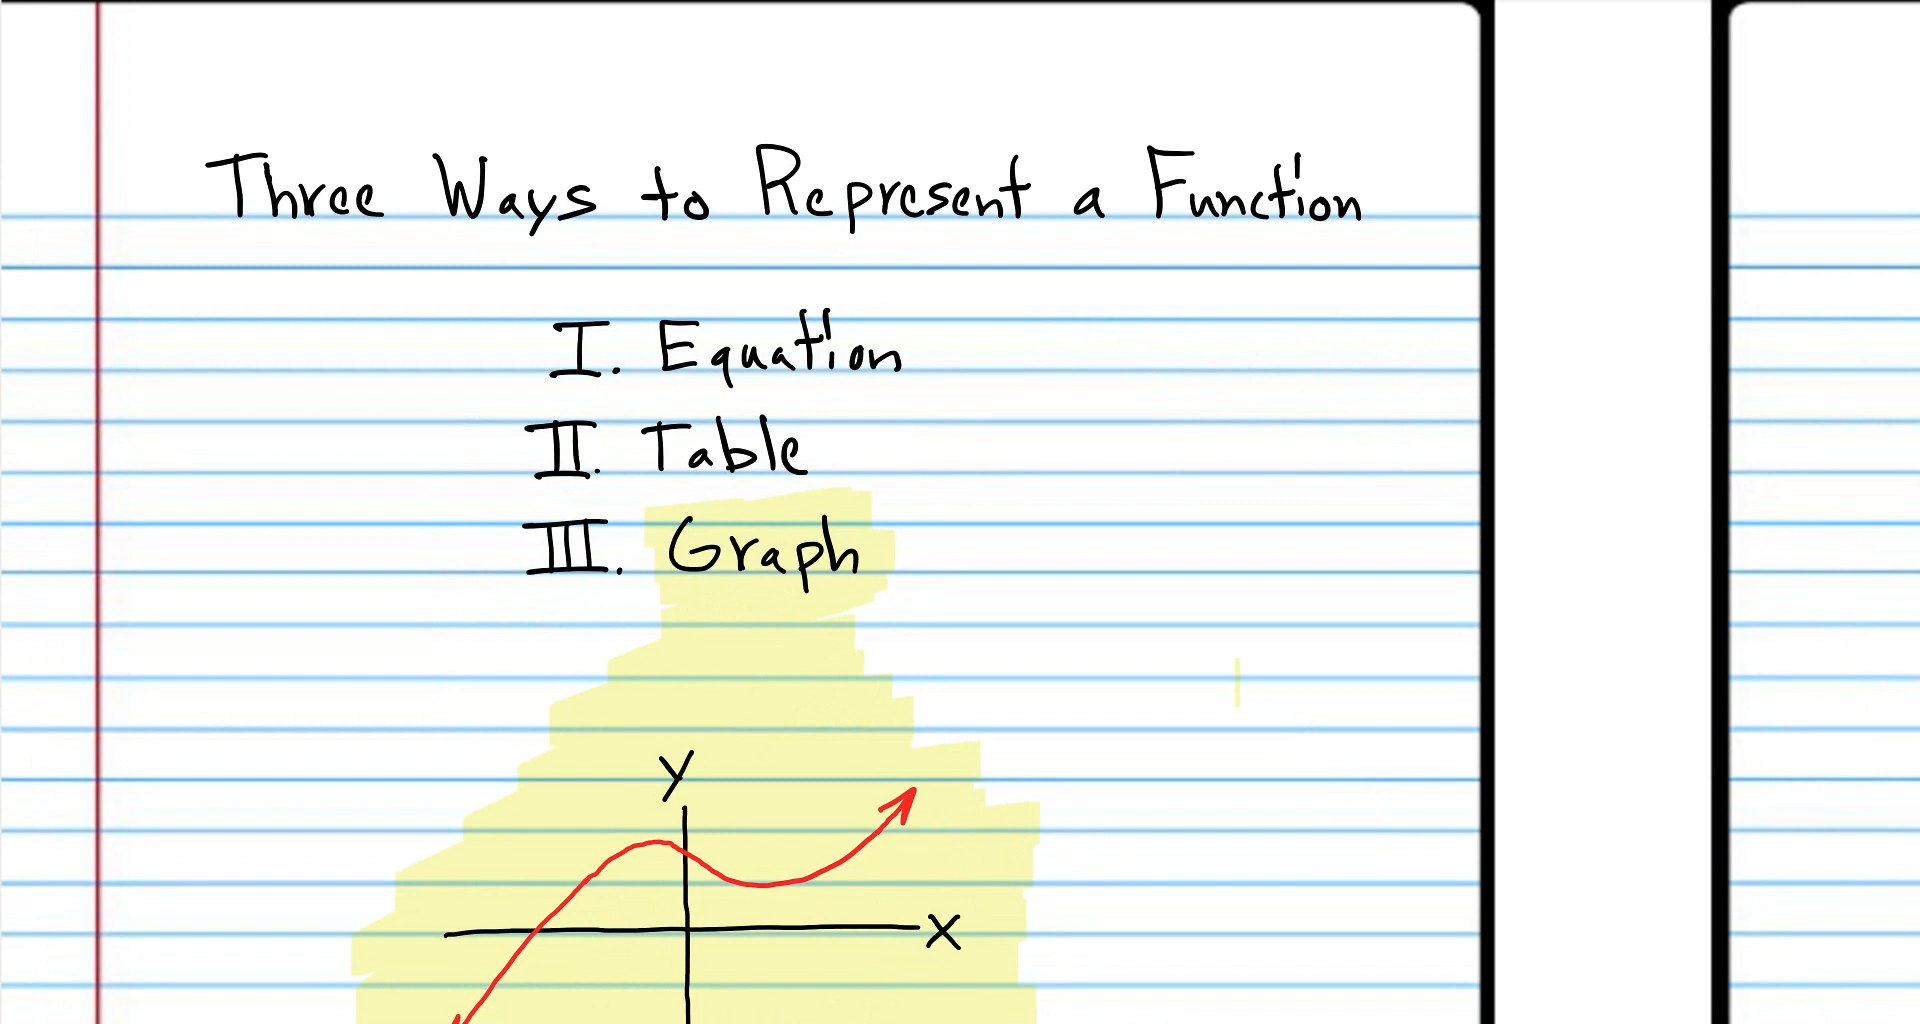 Three Ways to Represent a Function
I. Equation
II. Table
III. Graph
y
x